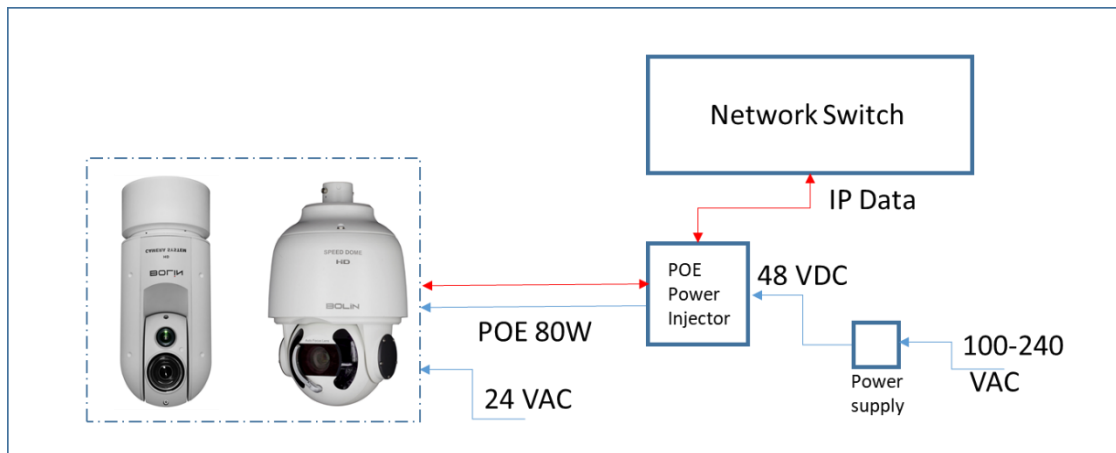 Network Switch
IP Data
SPEED DOME
HD
BOLIN
BOLIN
POE
Power
Injector
48 VDC
POE 80W
100-240
VAC
Power
supply
24 VAC